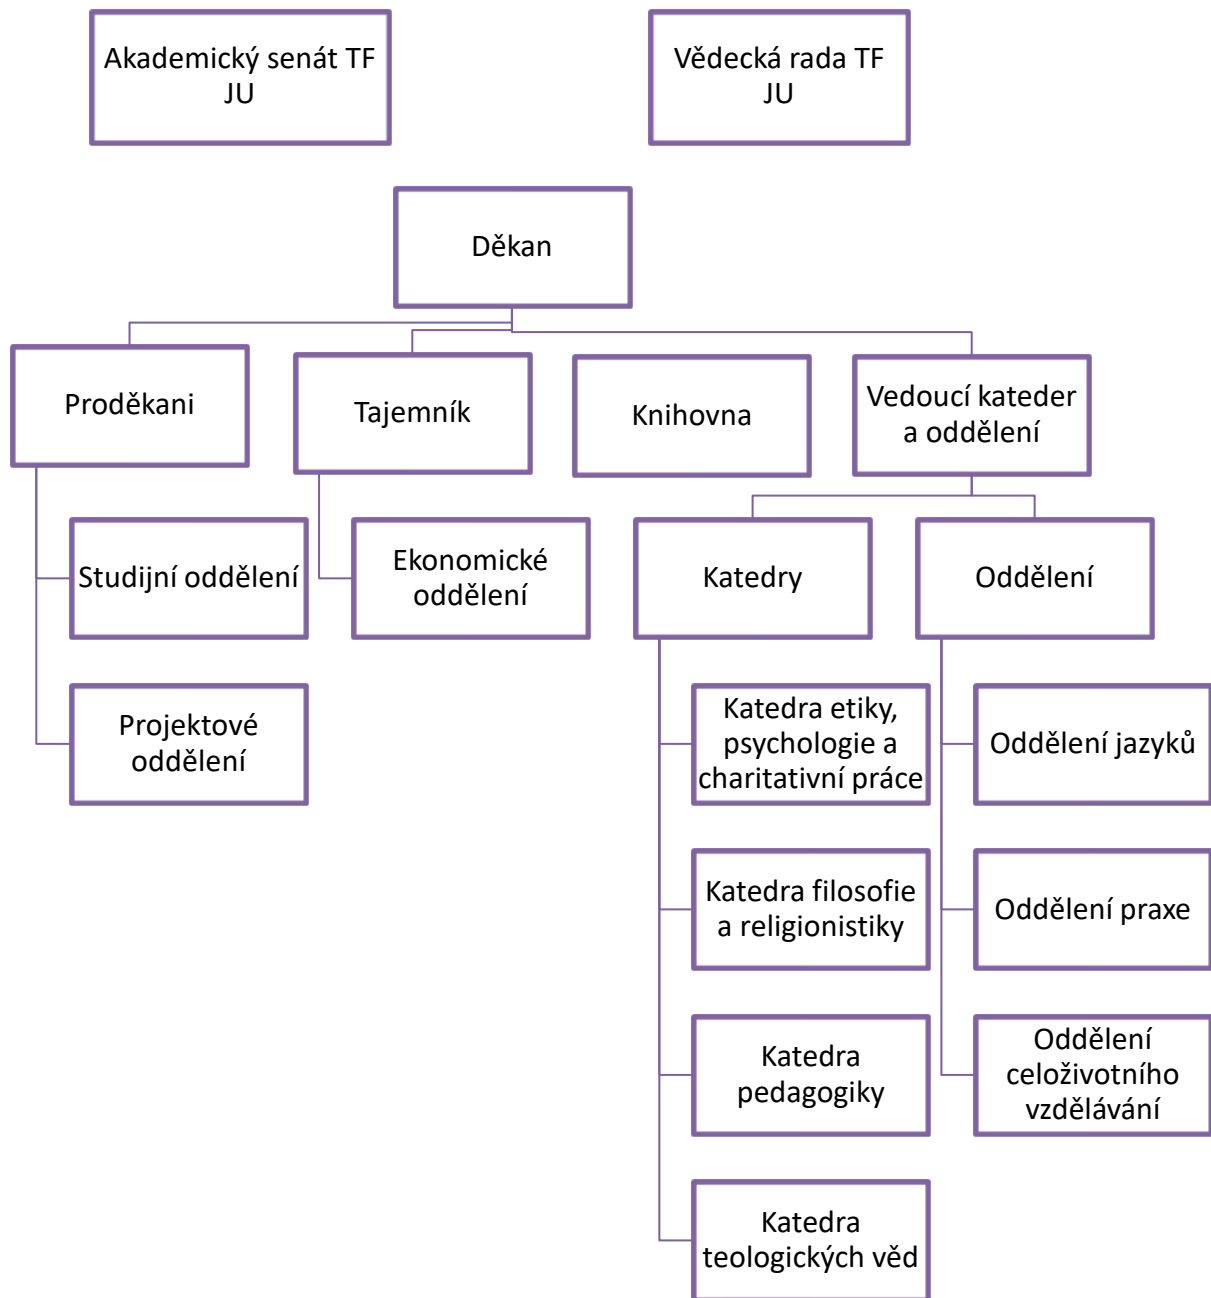 Akademický senát TF
JU
Vědecká rada TF
JU
Děkan
Proděkani
Tajemník
Knihovna
Vedoucí kateder
a oddělení
Studijní oddělení
Ekonomické
oddělení
Katedry
Oddělení
Projektové
oddělení
Katedra etiky,
psychologie a
charitativní práce
Oddělení jazyků
Katedra filosofie
a religionistiky
Oddělení praxe
Katedra
pedagogiky
Oddělení
celoživotního
vzdělávání
Katedra
teologických věd